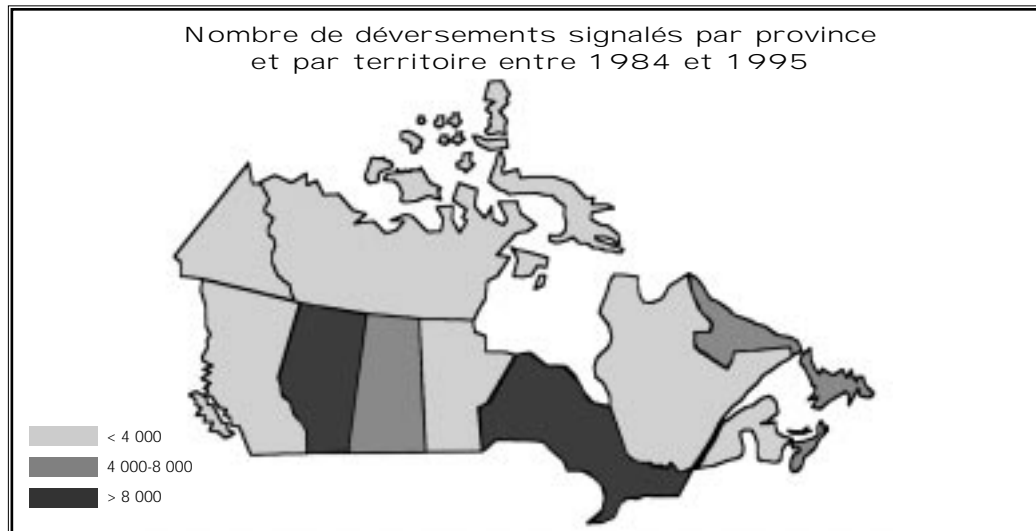 Nombre de déversements signalés par province
et par territoire entre 1984 et 1995
< 4 000
4 000-8 000
> 8 000